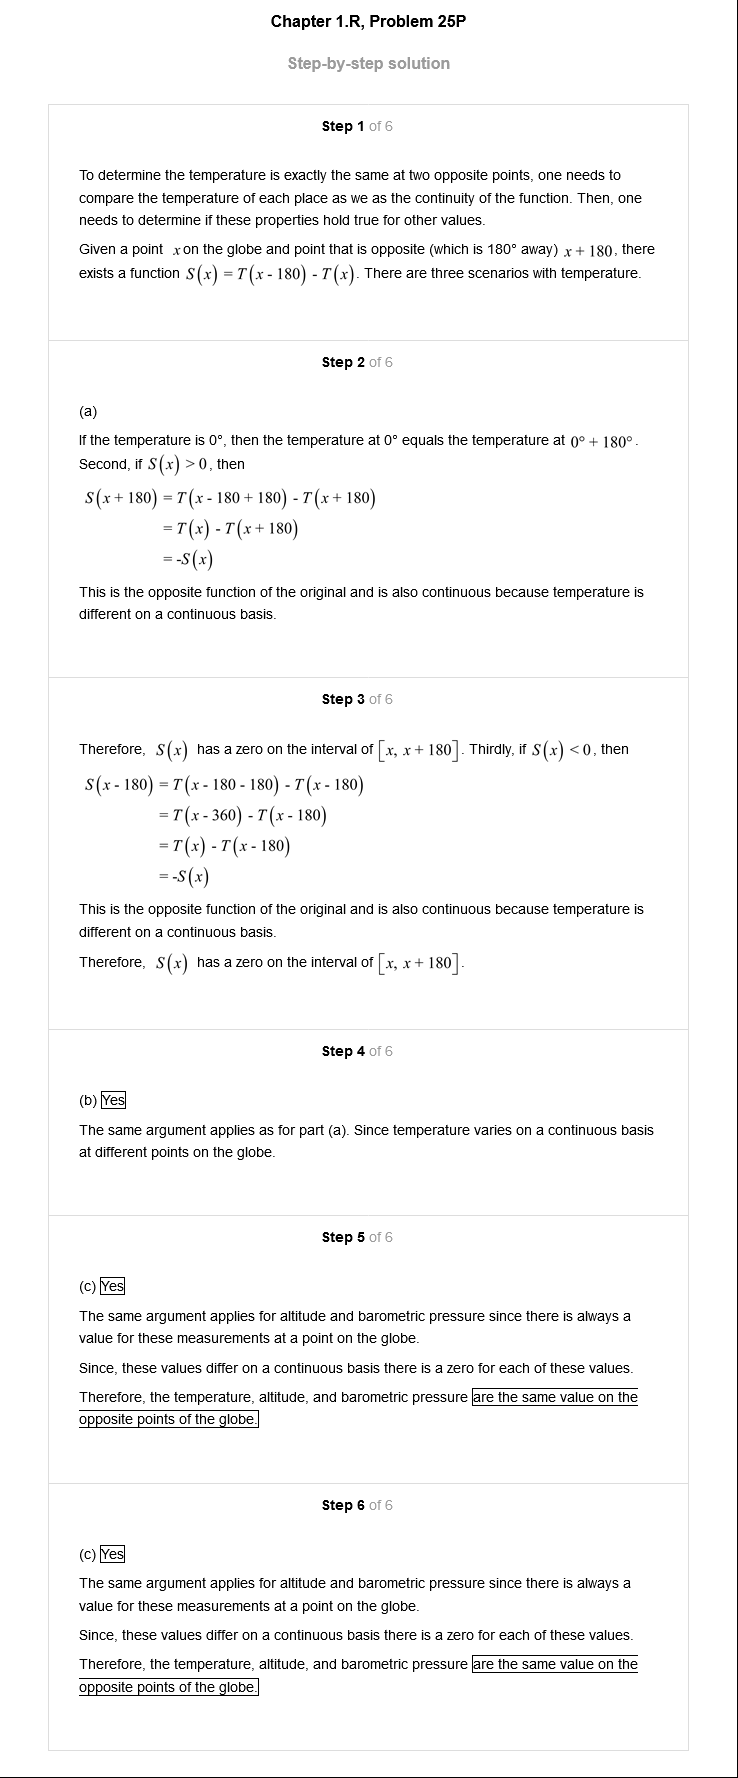 Chapter 1.R, Problem 25P
Step-by-step solution
Step 1 of 6
To determine the temperature is exactly the same at two opposite points, one needs to
compare the temperature of each place as we as the continuity of the function. Then, one
needs to determine if these properties hold true for other values.
Given a point x on the globe and point that is opposite (which is 180° away) x + 180, there
exists a function S(x) = T(x - 180) - T(x). There are three scenarios with temperature.
Step 2 of 6
(a)
If the temperature is 0°, then the temperature at 0° equals the temperature at 0° + 180°.
Second, if S(x) > 0, then
S(x + 180) = T(x - 180 + 180) - T(x + 180)
= T(x) - T(x + 180)
= -S(x)
This is the opposite function of the original and is also continuous because temperature is
different on a continuous basis.
Step 3 of 6
Therefore, S(x) has a zero on the interval of [x, x + 180]. Thirdly, if S(x) < 0, then
S(x - 180) = T(x - 180 - 180) - T(x - 180)
= T(x - 360) - T(x - 180)
= T(x) - T(x - 180)
= -S(x)
This is the opposite function of the original and is also continuous because temperature is
different on a continuous basis.
Therefore, S(x) has a zero on the interval of [x, x + 180].
Step 4 of 6
(b) Yes
The same argument applies as for part (a). Since temperature varies on a continuous basis
at different points on the globe.
Step 5 of 6
(c) Yes
The same argument applies for altitude and barometric pressure since there is always a
value for these measurements at a point on the globe.
Since, these values differ on a continuous basis there is a zero for each of these values.
Therefore, the temperature, altitude, and barometric pressure are the same value on the
opposite points of the globe.
Step 6 of 6
(c) Yes
The same argument applies for altitude and barometric pressure since there is always a
value for these measurements at a point on the globe.
Since, these values differ on a continuous basis there is a zero for each of these values.
Therefore, the temperature, altitude, and barometric pressure are the same value on the
opposite points of the globe.